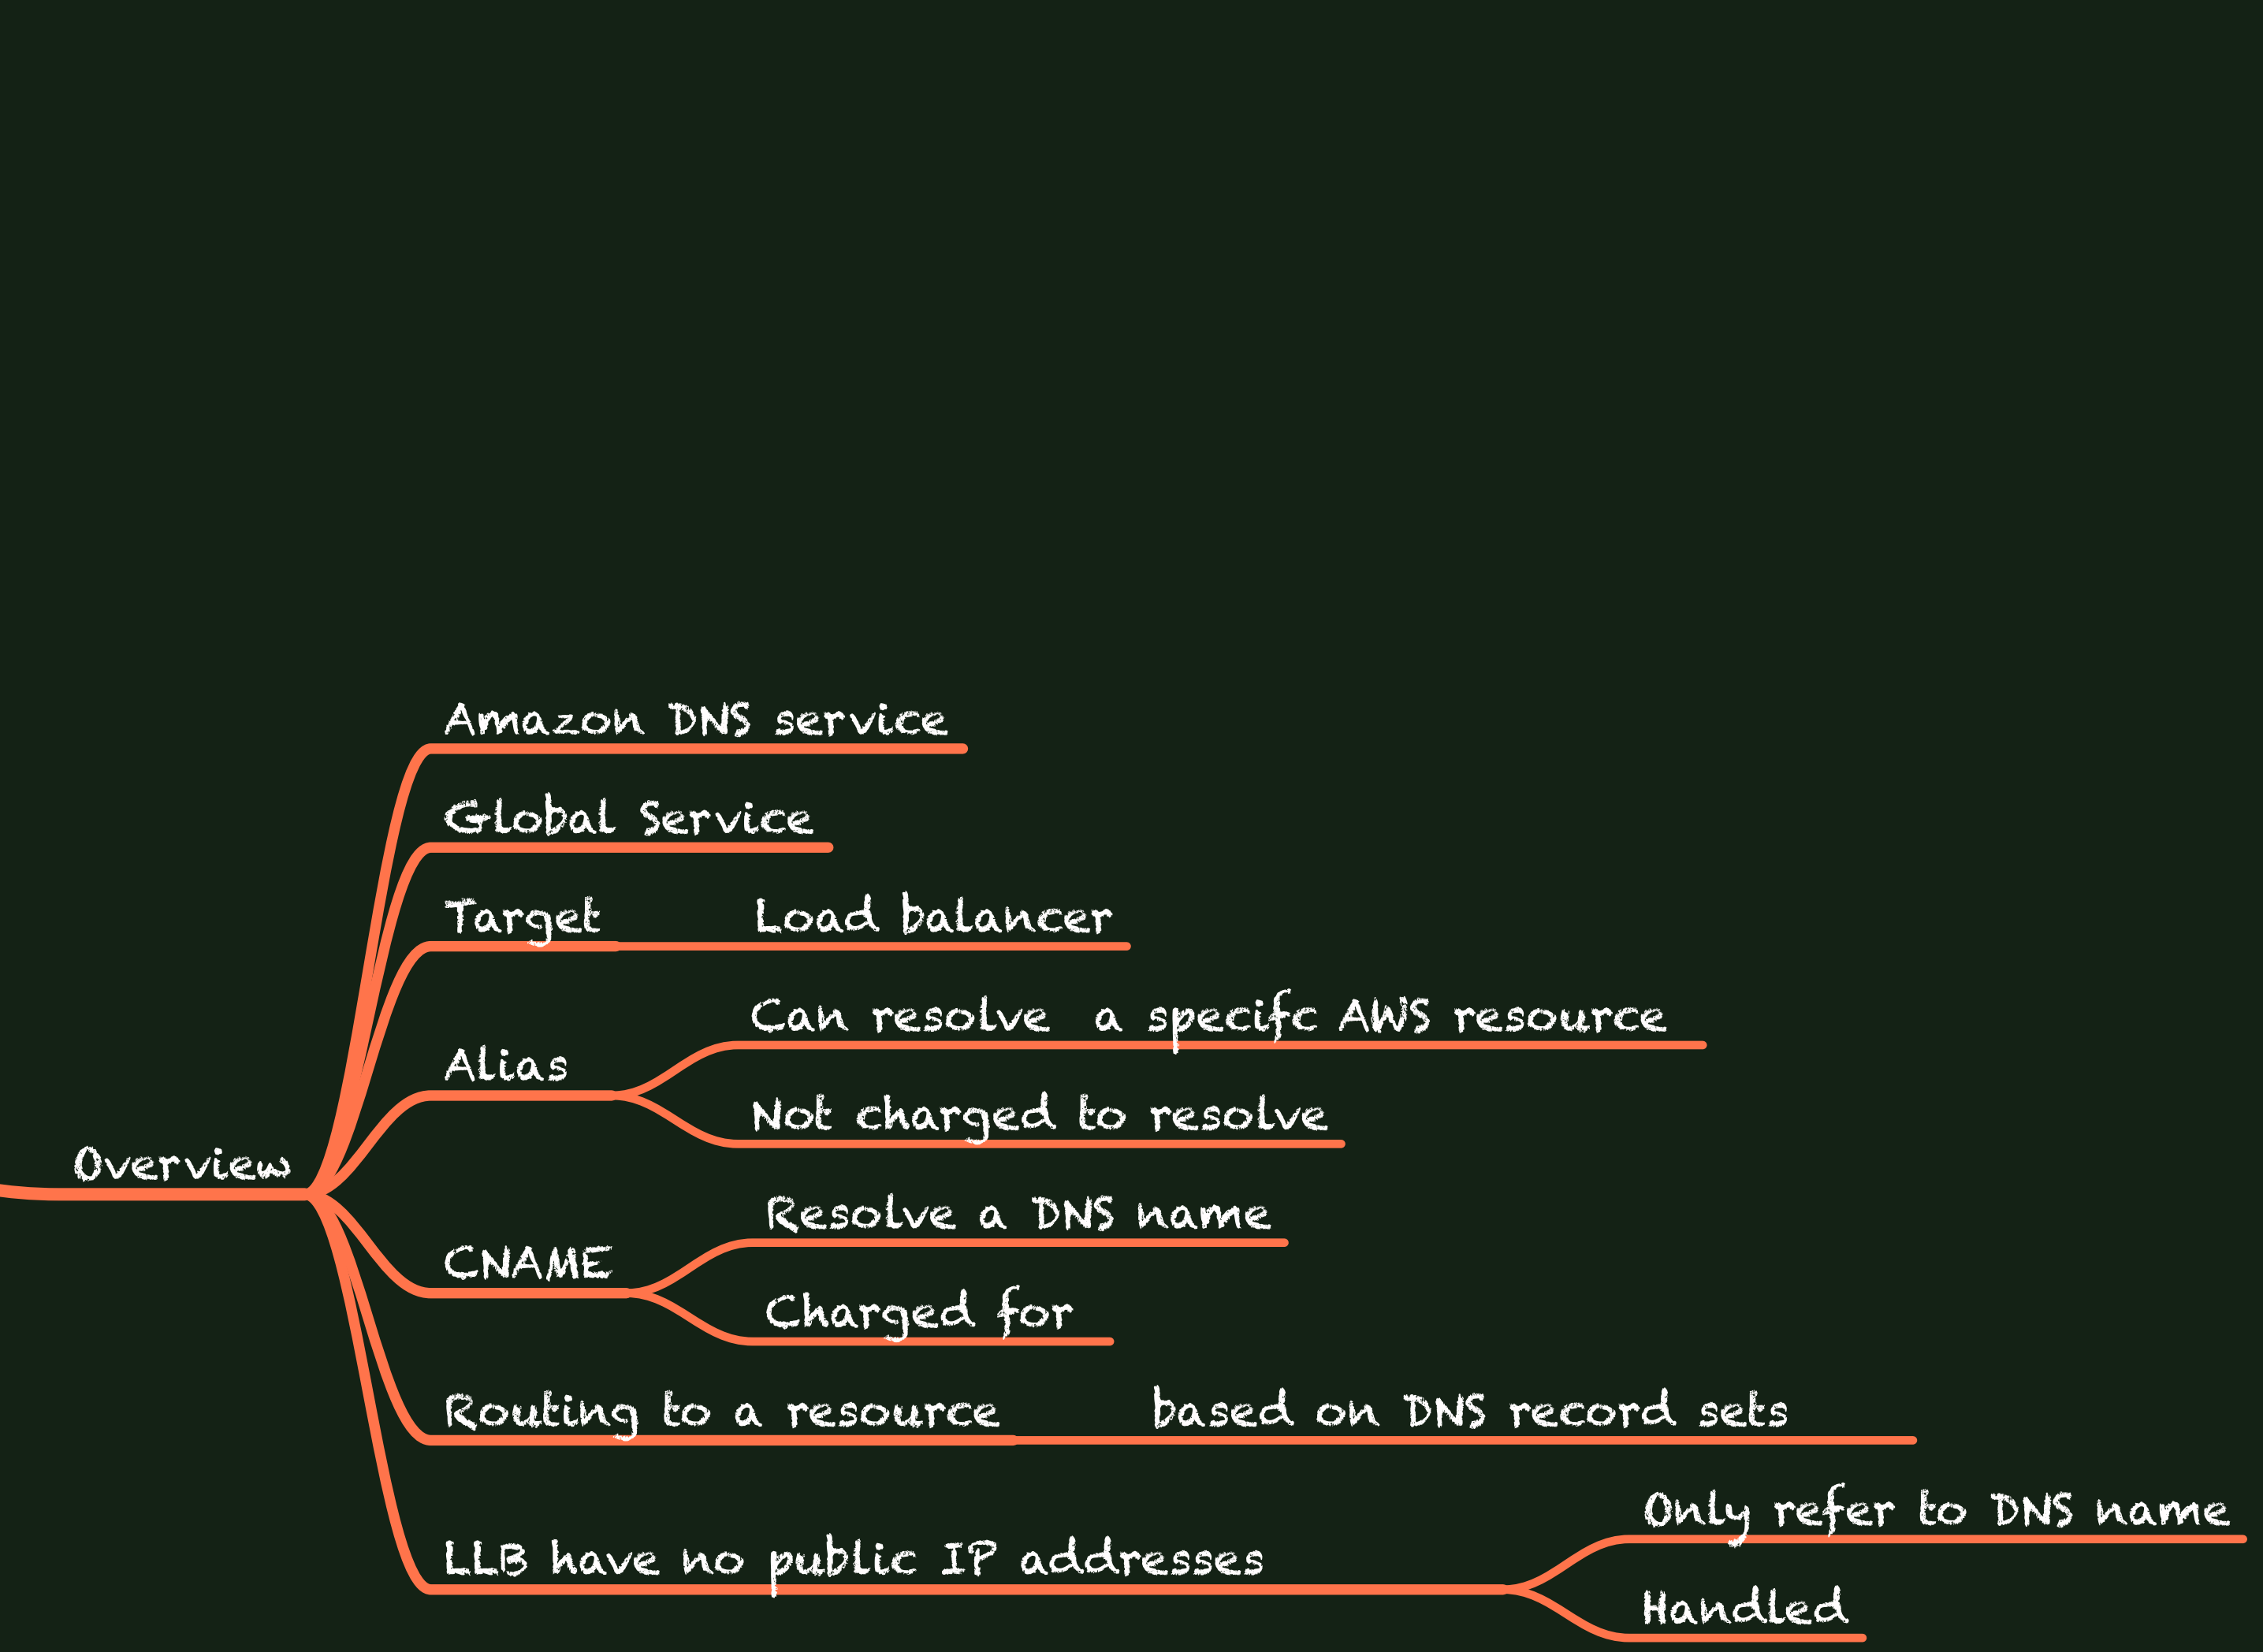 Amazon DNS service
Global Service
Target
Load balancer
Alias
Can resolve  a specifc AWS resource
Not charged to resolve
Overview
CNAME
Resolve a DNS name
Charged for
Routing to a resource
based on DNS record sets
LLB have no public IP addresses
Only refer to DNS name
Handled